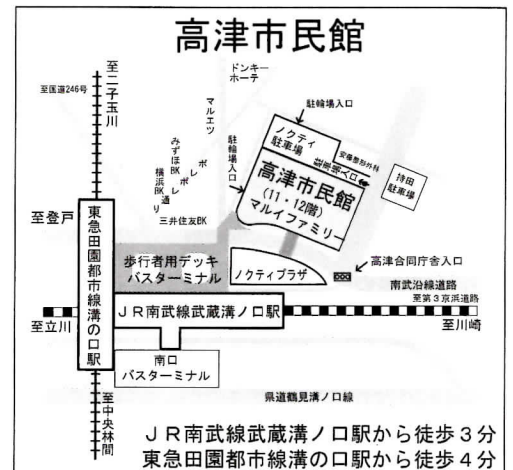 高津市民館
至二子玉川
至国道246号
ドンキーホーテ
マルエツ
駐輪場入口
みずほBK
横浜BK
ポレポレ通り
三井住友BK
駐輪場入口
ノクティ
駐車場
安藤整形外科
駐車場入口
持田
駐車場
高津市民館
(11・12階)
マルイファミリー
至登戸
東急田園都市線溝の口駅
歩行者用デッキ
バスターミナル
ノクティプラザ
高津合同庁舎入口
南武沿線道路
至第3京浜道路
JR南武線武蔵溝ノ口駅
至立川
至川崎
南口
バスターミナル
至中央林間
県道鶴見溝ノ口線
JR南武線武蔵溝ノ口駅から徒歩3分
東急田園都市線溝の口駅から徒歩4分